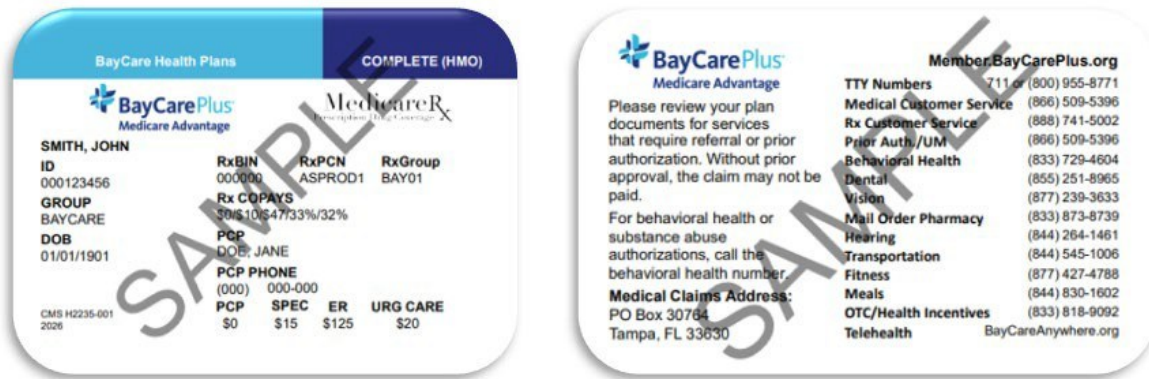 BayCare Health Plans
COMPLETE (HMO)
BayCarePlus
Medicare Advantage
MedicareRx
Prescription Drug Coverage
SMITH, JOHN
ID
000123456
GROUP
BAYCARE
DOB
01/01/1901
CMS H2235-001
2026
RxBIN RxPCN RxGroup
000000 ASPROD1 BAY01
Rx COPAYS
$0/$10/$47/33%/32%
PCP
DOE, JANE
PCP PHONE
(000) 000-000
PCP SPEC ER URG CARE
$0 $15 $125 $20
SAMPLE
BayCarePlus
Medicare Advantage
Please review your plan
documents for services
that require referral or prior
authorization. Without prior
approval, the claim may not be
paid.
For behavioral health or
substance abuse
authorizations, call the
behavioral health number.
Medical Claims Address:
PO Box 30764
Tampa, FL 33630
Member.BayCarePlus.org
TTY Numbers 711 or (800) 955-8771
Medical Customer Service (866) 509-5396
Rx Customer Service (888) 741-5002
Prior Auth./UM (866) 509-5396
Behavioral Health (833) 729-4604
Dental (855) 251-8965
Vision (877) 239-3633
Mail Order Pharmacy (833) 873-8739
Hearing (844) 264-1461
Transportation (844) 545-1006
Fitness (877) 427-4788
Meals (844) 830-1602
OTC/Health Incentives (833) 818-9092
Telehealth BayCareAnywhere.org
SAMPLE